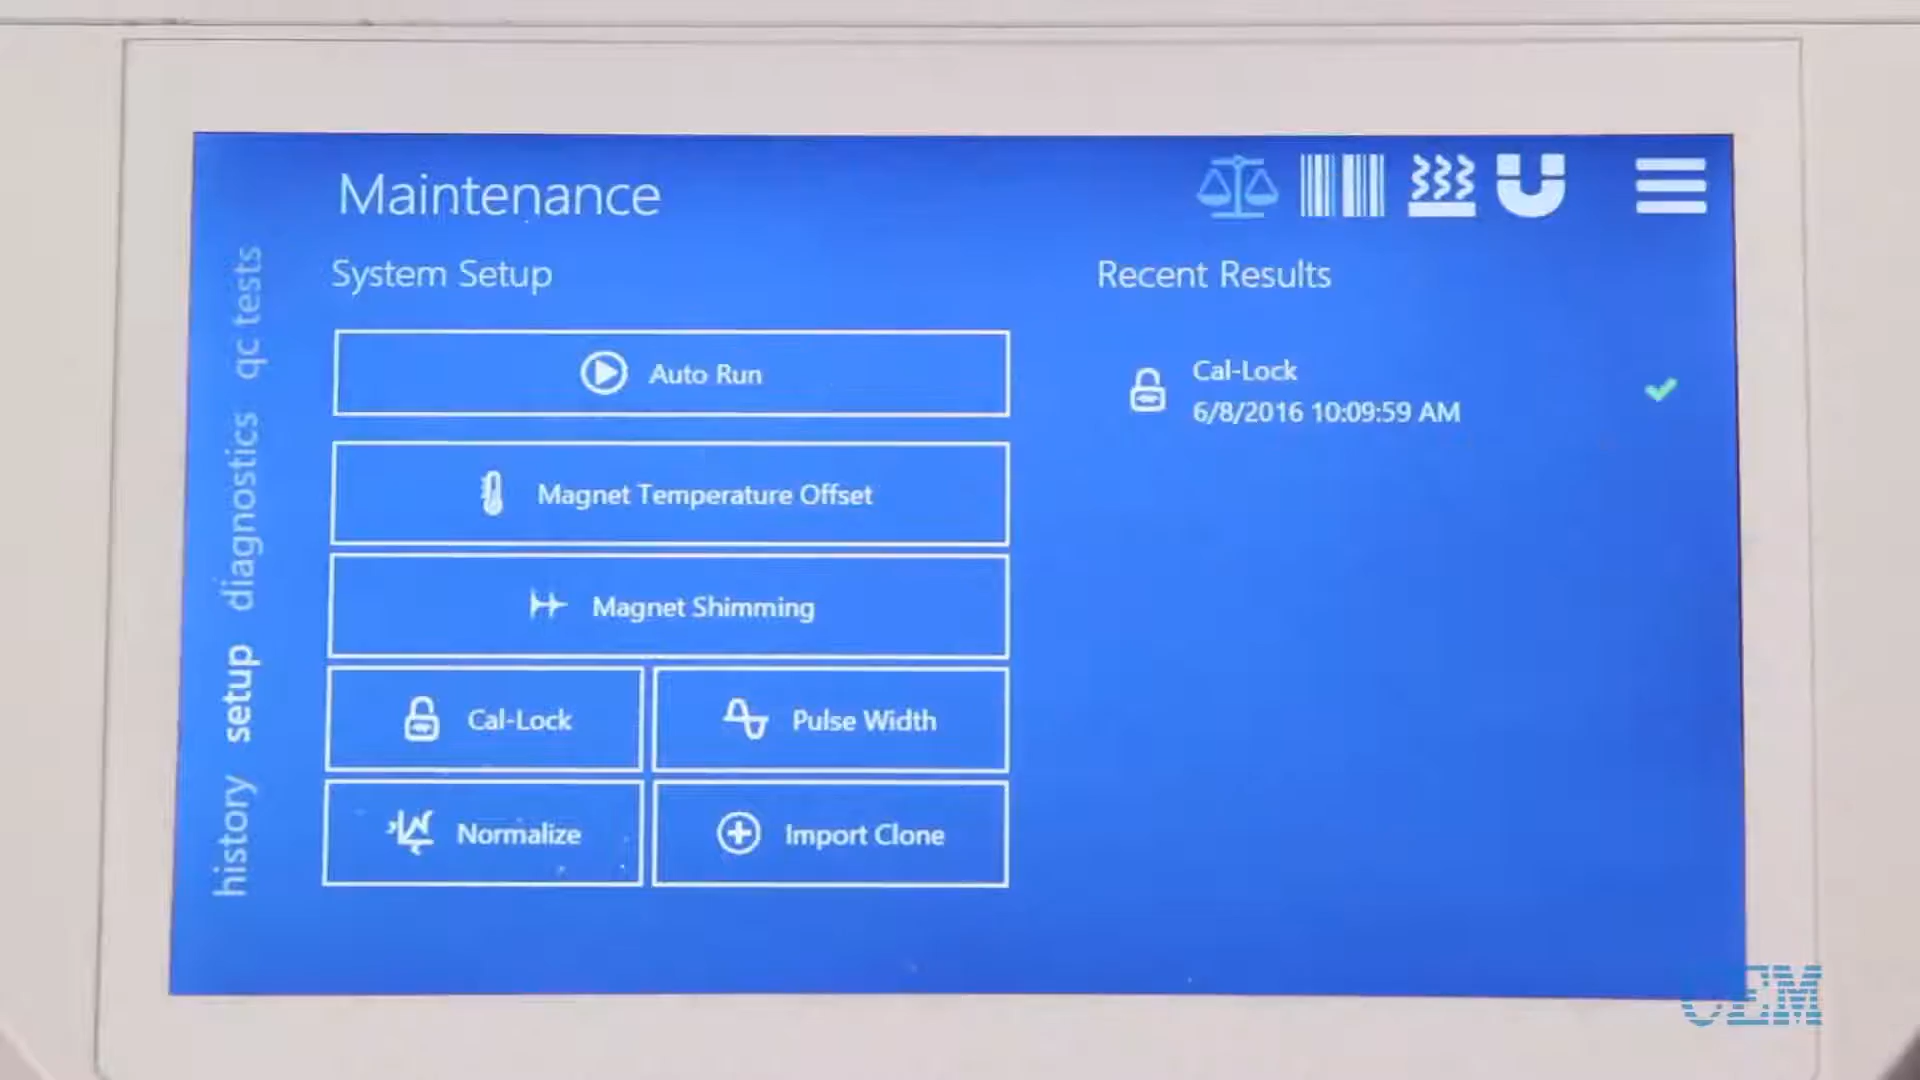 Maintenance
System Setup
Auto Run
Magnet Temperature Offset
Magnet Shimming
Cal-Lock
Pulse Width
Normalize
Import Clone
Recent Results
Cal-Lock
6/8/2016 10:09:59 AM
qc tests
diagnostics
setup
history
CEM